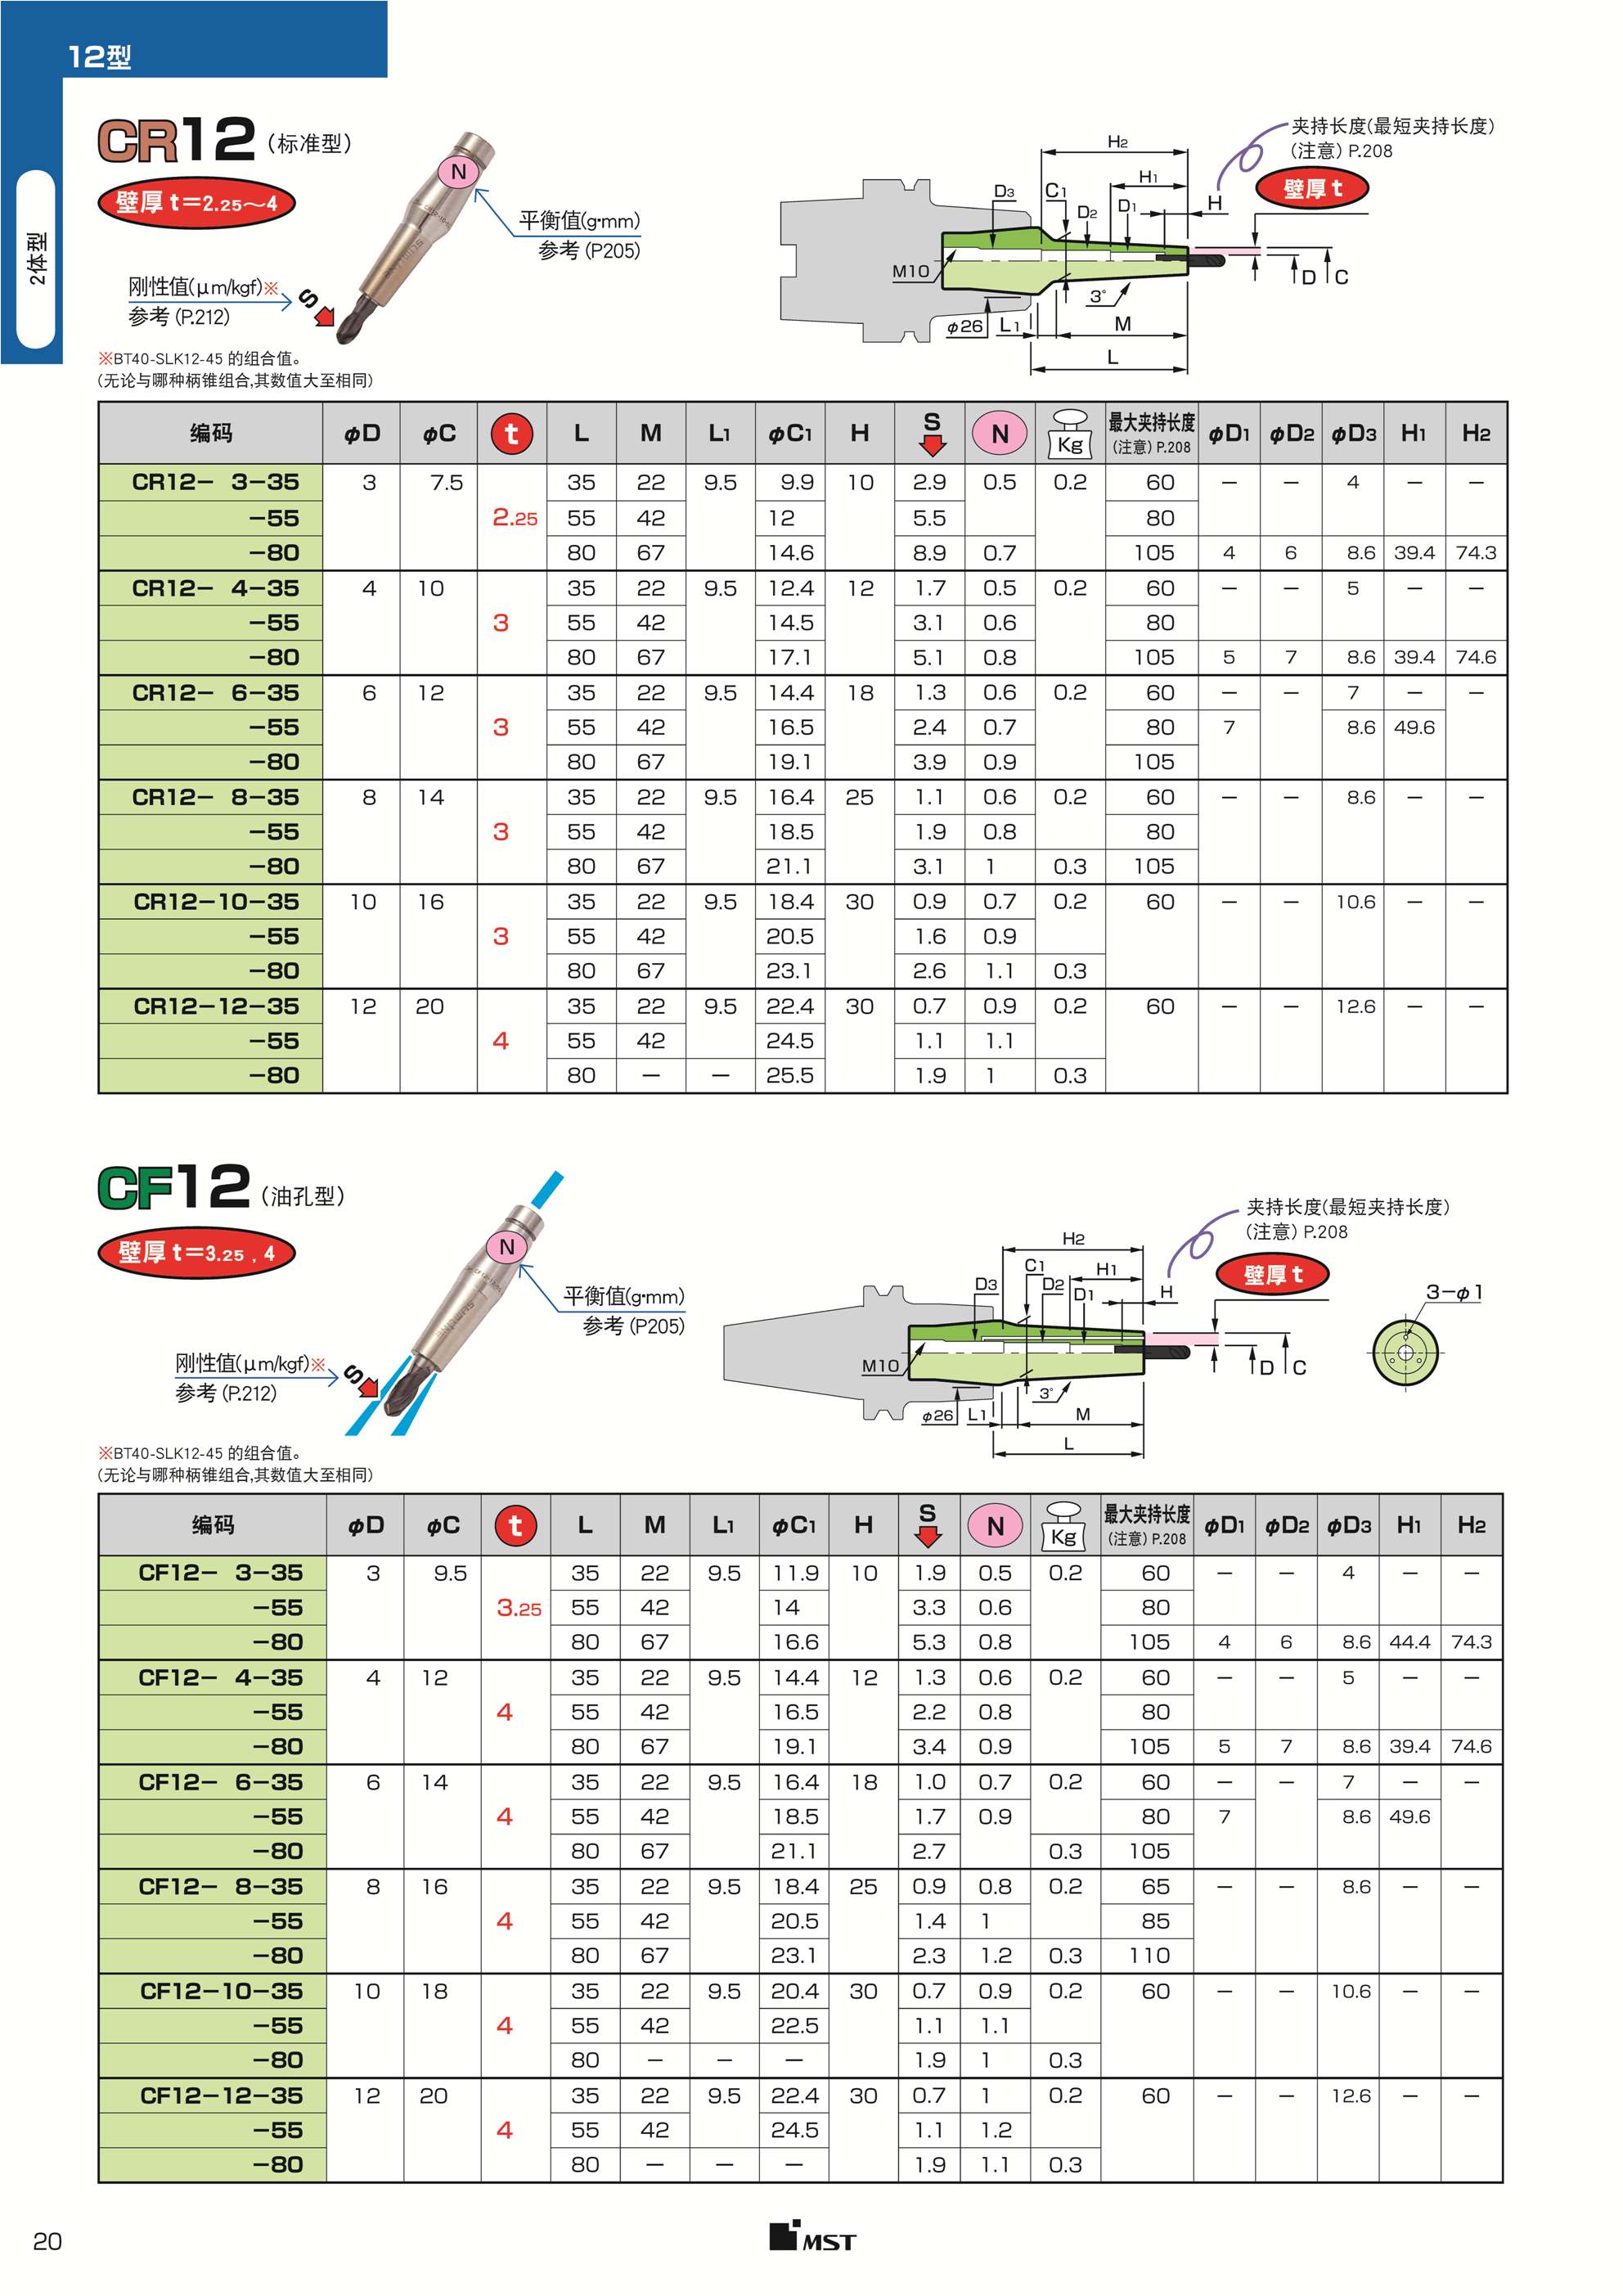 12型
2体型
CR12 (标准型)
壁厚 t=2.25~4
N
平衡值(g·mm)
参考 (P205)
刚性值(μm/kgf)※
参考 (P.212)
S
※BT40-SLK12-45 的组合值。
(无论与哪种柄锥组合,其数值大至相同)
夹持长度(最短夹持长度)
(注意) P.208
壁厚 t
H2
H1
H
D3 C1 D2 D1
M10
D C
3°
φ26 L1 M
L
编码 φD φC t L M L1 φC1 H S N Kg 最大夹持长度 (注意) P.208 φD1 φD2 φD3 H1 H2
CR12- 3-35 3 7.5 35 22 9.5 9.9 10 2.9 0.5 0.2 60 - - 4 - -
-55 2.25 55 42 12 5.5 80
-80 80 67 14.6 8.9 0.7 105 4 6 8.6 39.4 74.3
CR12- 4-35 4 10 35 22 9.5 12.4 12 1.7 0.5 0.2 60 - - 5 - -
-55 3 55 42 14.5 3.1 0.6 80
-80 80 67 17.1 5.1 0.8 105 5 7 8.6 39.4 74.6
CR12- 6-35 6 12 35 22 9.5 14.4 18 1.3 0.6 0.2 60 - - 7 - -
-55 3 55 42 16.5 2.4 0.7 80 7 8.6 49.6
-80 80 67 19.1 3.9 0.9 105
CR12- 8-35 8 14 35 22 9.5 16.4 25 1.1 0.6 0.2 60 - - 8.6 - -
-55 3 55 42 18.5 1.9 0.8 80
-80 80 67 21.1 3.1 1 0.3 105
CR12-10-35 10 16 35 22 9.5 18.4 30 0.9 0.7 0.2 60 - - 10.6 - -
-55 3 55 42 20.5 1.6 0.9
-80 80 67 23.1 2.6 1.1 0.3
CR12-12-35 12 20 35 22 9.5 22.4 30 0.7 0.9 0.2 60 - - 12.6 - -
-55 4 55 42 24.5 1.1 1.1
-80 80 - - 25.5 1.9 1 0.3
CF12 (油孔型)
壁厚 t=3.25 , 4
N
平衡值(g·mm)
参考 (P205)
刚性值(μm/kgf)※
参考 (P.212)
S
※BT40-SLK12-45 的组合值。
(无论与哪种柄锥组合,其数值大至相同)
夹持长度(最短夹持长度)
(注意) P.208
壁厚 t
H2
C1 H1
D3 D2 D1 H
3-φ1
M10
D C
3°
φ26 L1 M
L
编码 φD φC t L M L1 φC1 H S N Kg 最大夹持长度 (注意) P.208 φD1 φD2 φD3 H1 H2
CF12- 3-35 3 9.5 35 22 9.5 11.9 10 1.9 0.5 0.2 60 - - 4 - -
-55 3.25 55 42 14 3.3 0.6 80
-80 80 67 16.6 5.3 0.8 105 4 6 8.6 44.4 74.3
CF12- 4-35 4 12 35 22 9.5 14.4 12 1.3 0.6 0.2 60 - - 5 - -
-55 4 55 42 16.5 2.2 0.8 80
-80 80 67 19.1 3.4 0.9 105 5 7 8.6 39.4 74.6
CF12- 6-35 6 14 35 22 9.5 16.4 18 1.0 0.7 0.2 60 - - 7 - -
-55 4 55 42 18.5 1.7 0.9 80 7 8.6 49.6
-80 80 67 21.1 2.7 0.3 105
CF12- 8-35 8 16 35 22 9.5 18.4 25 0.9 0.8 0.2 65 - - 8.6 - -
-55 4 55 42 20.5 1.4 1 85
-80 80 67 23.1 2.3 1.2 0.3 110
CF12-10-35 10 18 35 22 9.5 20.4 30 0.7 0.9 0.2 60 - - 10.6 - -
-55 4 55 42 22.5 1.1 1.1
-80 80 - - - 1.9 1 0.3
CF12-12-35 12 20 35 22 9.5 22.4 30 0.7 1 0.2 60 - - 12.6 - -
-55 4 55 42 24.5 1.1 1.2
-80 80 - - - 1.9 1.1 0.3
20
MST